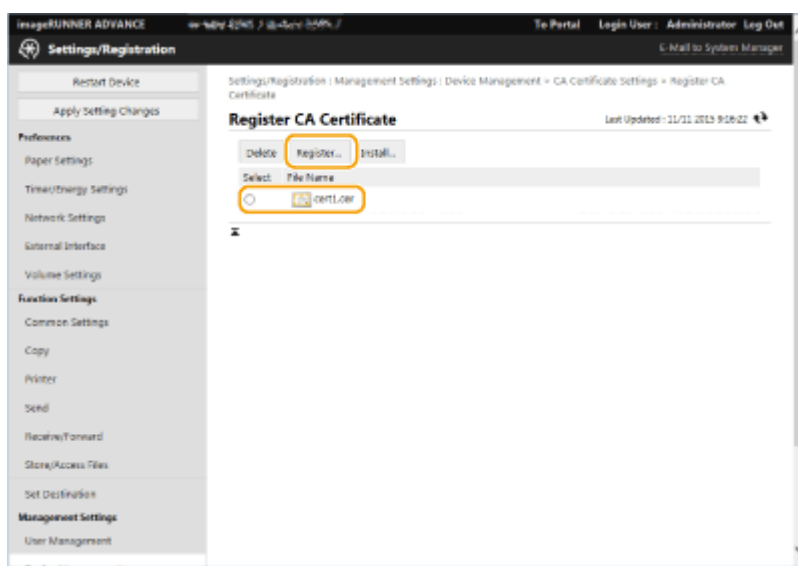 imageRUNNER ADVANCE
To Portal Login User : Administrator Log Out
Settings/Registration
E-Mail to System Manager
Restart Device
Apply Setting Changes
Preferences
Paper Settings
Timer/Energy Settings
Network Settings
External Interface
Volume Settings
Function Settings
Common Settings
Copy
Printer
Send
Receive/Forward
Store/Access Files
Set Destination
Management Settings
User Management
Settings/Registration : Management Settings : Device Management > CA Certificate Settings > Register CA
Certificate
Register CA Certificate
Last Updated : 11/11 2015 9:16:22
Delete Register... Install...
Select File Name
cert1.cer